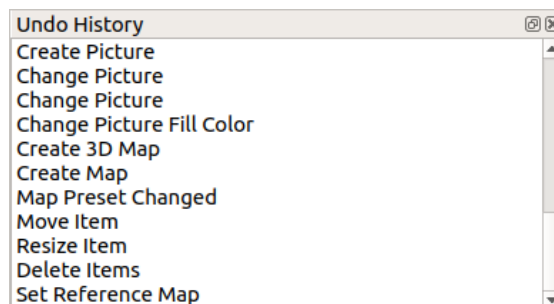 Undo History
Create Picture
Change Picture
Change Picture
Change Picture Fill Color
Create 3D Map
Create Map
Map Preset Changed
Move Item
Resize Item
Delete Items
Set Reference Map